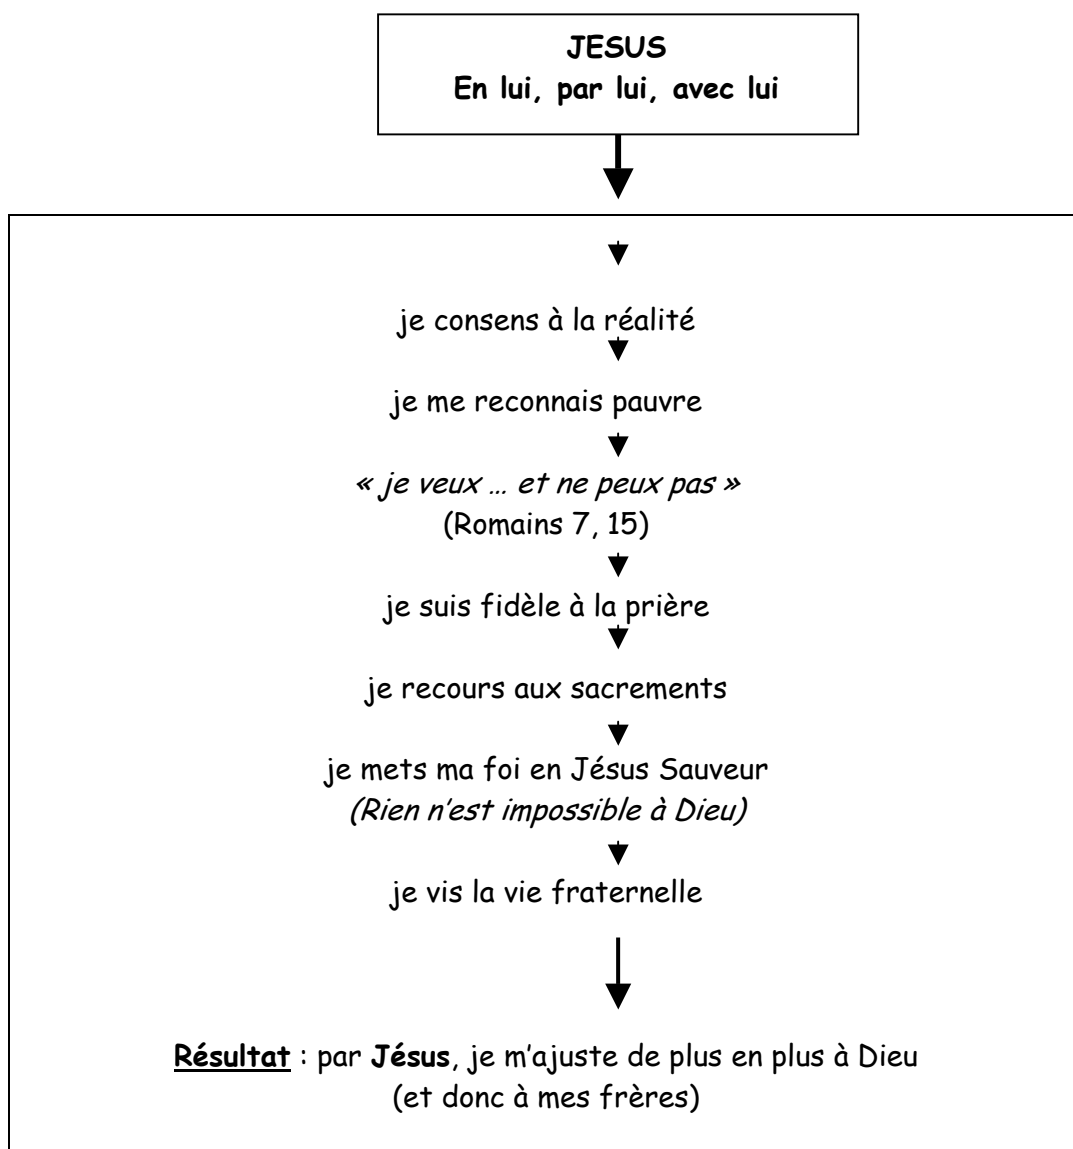 JESUS
En lui, par lui, avec lui
je consens à la réalité
je me reconnais pauvre
« je veux … et ne peux pas »
(Romains 7, 15)
je suis fidèle à la prière
je recours aux sacrements
je mets ma foi en Jésus Sauveur
(Rien n'est impossible à Dieu)
je vis la vie fraternelle
Résultat : par Jésus, je m'ajuste de plus en plus à Dieu
(et donc à mes frères)